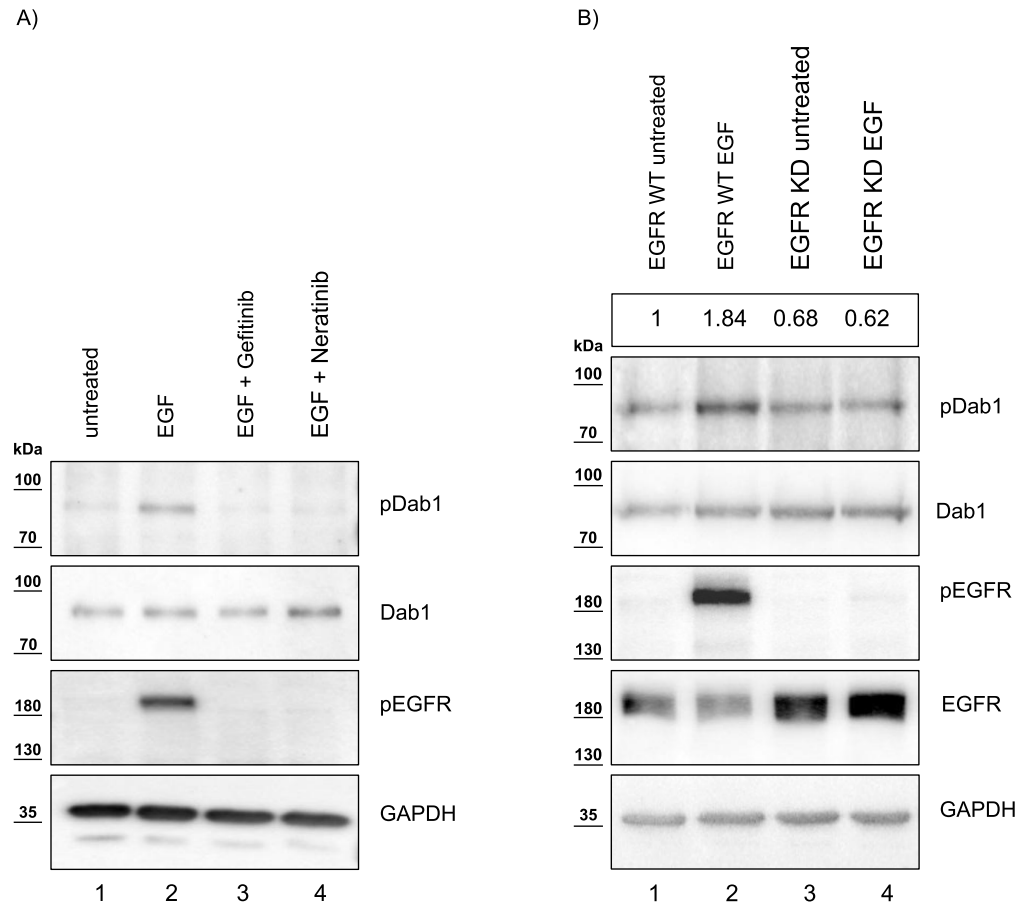 A)
untreated
EGF
EGF + Gefitinib
EGF + Neratinib
kDa
100
70
pDab1
100
70
Dab1
180
130
pEGFR
35
GAPDH
1 2 3 4
B)
EGFR WT untreated
EGFR WT EGF
EGFR KD untreated
EGFR KD EGF
1 1.84 0.68 0.62
kDa
100
70
pDab1
100
70
Dab1
180
130
pEGFR
180
130
EGFR
35
GAPDH
1 2 3 4